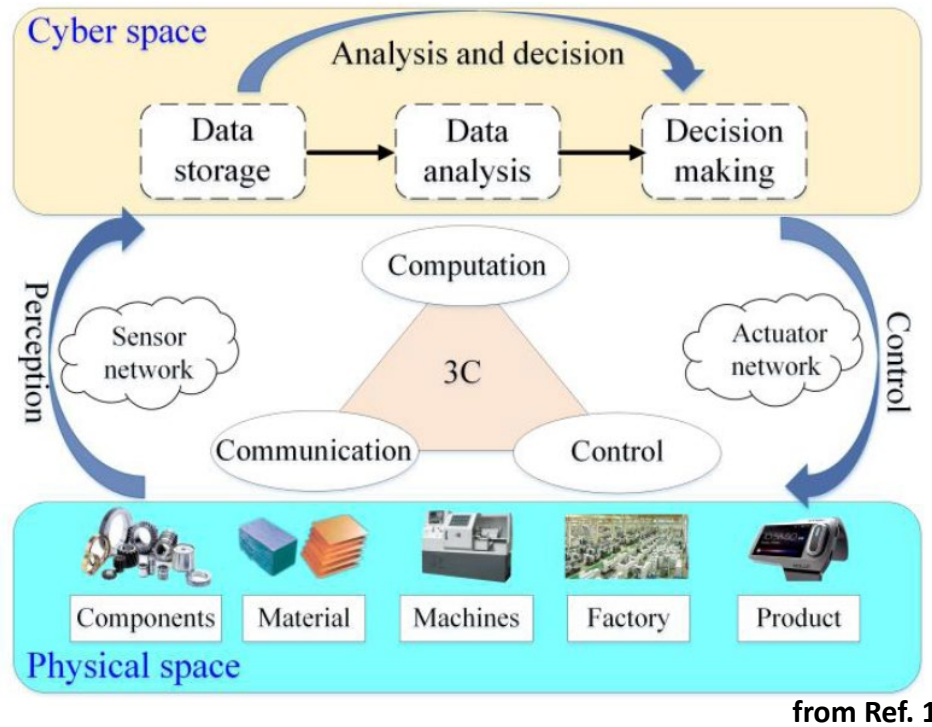 Cyber space
Analysis and decision
Data
storage
Data
analysis
Decision
making
Perception
Sensor
network
Computation
3C
Communication
Control
Actuator
network
Control
Components
Material
Machines
Factory
Product
Physical space
from Ref. 1